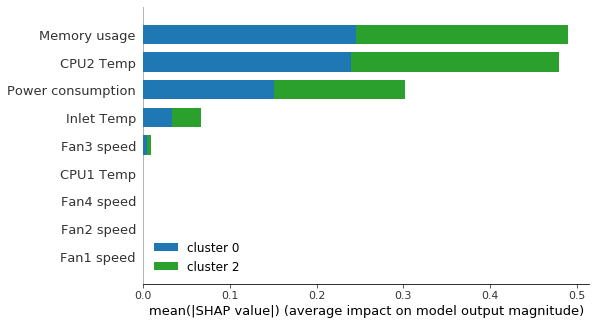 Memory usage
CPU2 Temp
Power consumption
Inlet Temp
Fan3 speed
CPU1 Temp
Fan4 speed
Fan2 speed
Fan1 speed
cluster 0
cluster 2
0.0 0.1 0.2 0.3 0.4 0.5
mean(|SHAP value|) (average impact on model output magnitude)